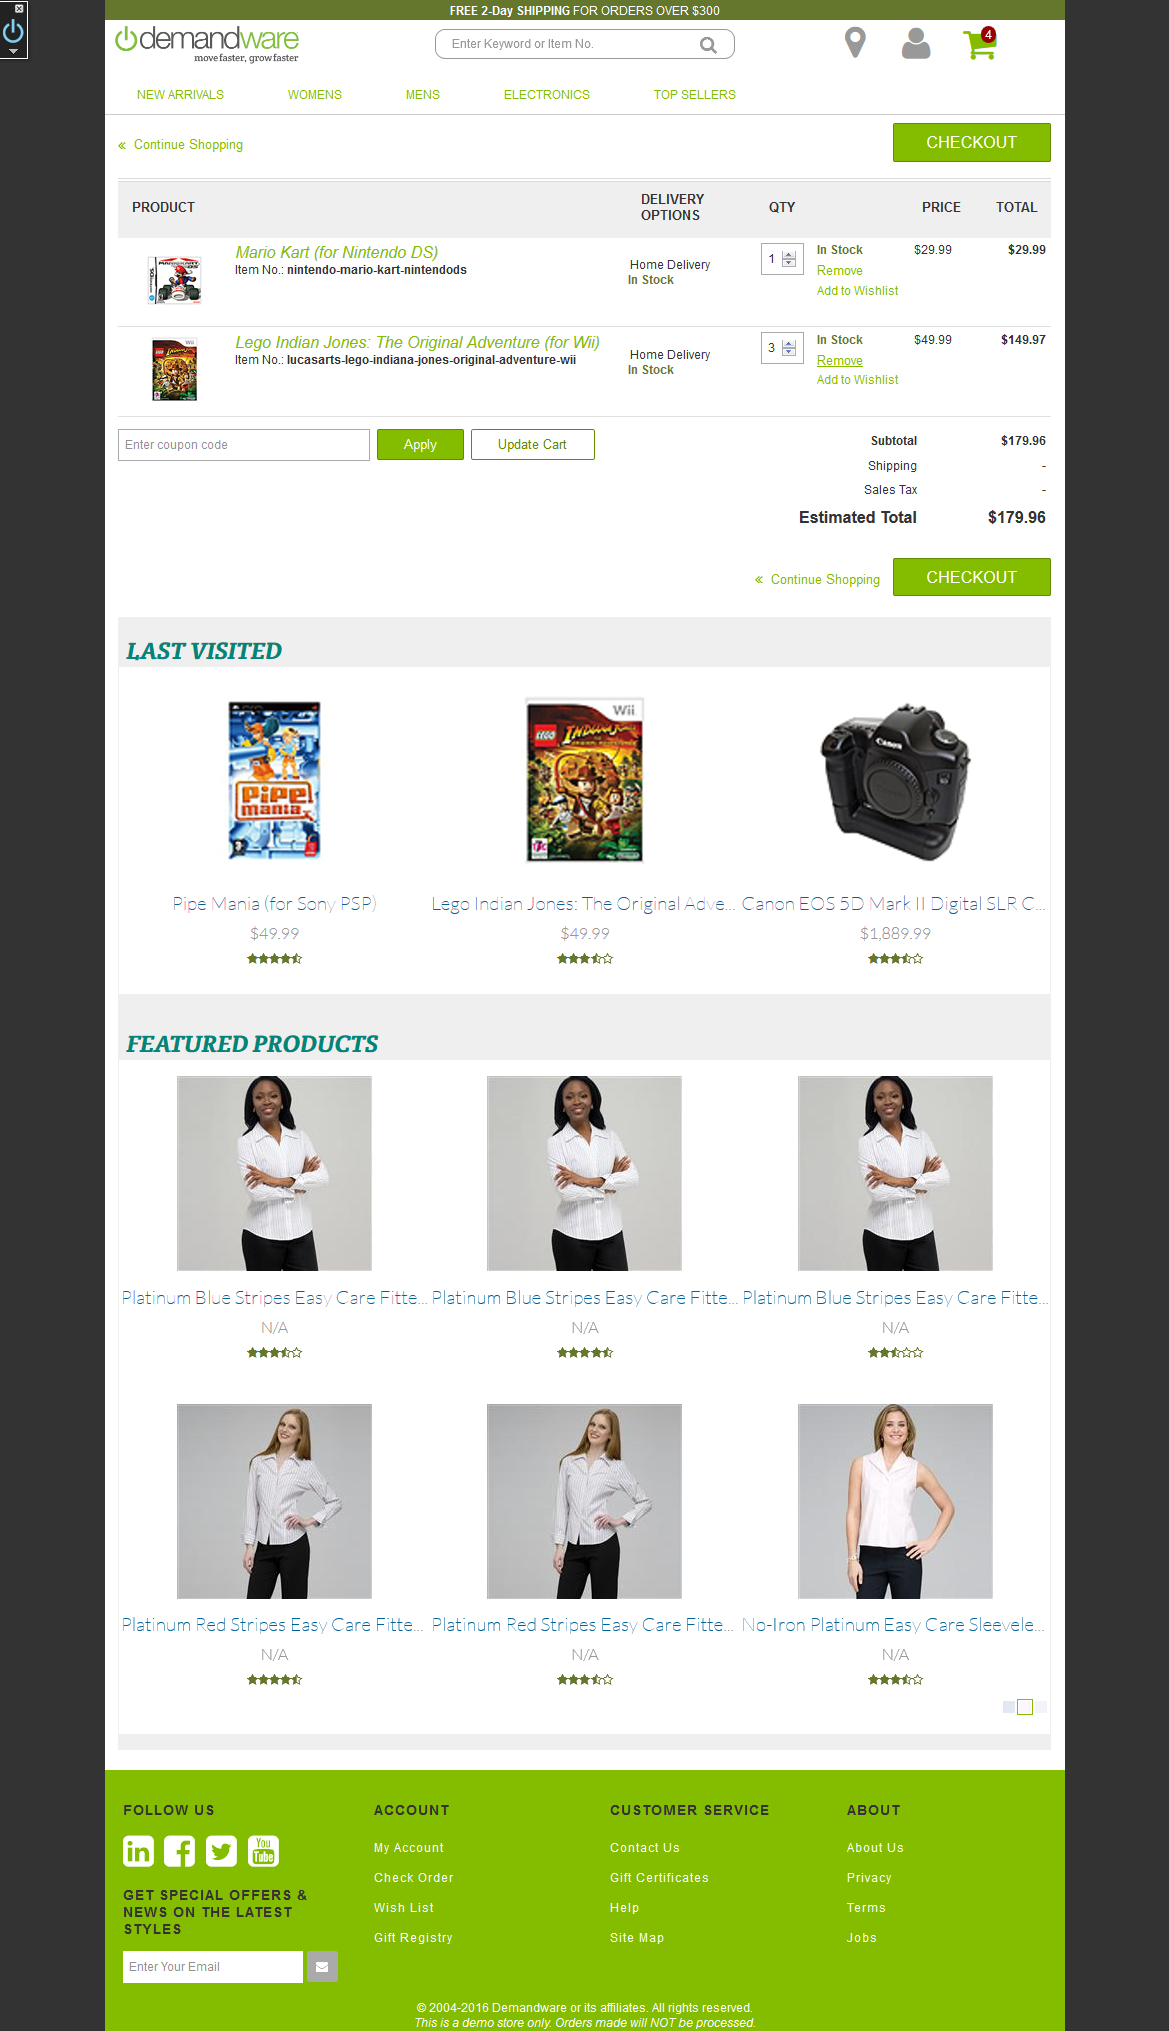 FREE 2-Day SHIPPING FOR ORDERS OVER $300
demandware
move faster, grow faster
Enter Keyword or Item No.
4
NEW ARRIVALS WOMENS MENS ELECTRONICS TOP SELLERS
« Continue Shopping
CHECKOUT
PRODUCT DELIVERY OPTIONS QTY PRICE TOTAL
Mario Kart (for Nintendo DS)
Item No.: nintendo-mario-kart-nintendods
Home Delivery
In Stock
1
In Stock
Remove
Add to Wishlist
$29.99
$29.99
Lego Indian Jones: The Original Adventure (for Wii)
Item No.: lucasarts-lego-indiana-jones-original-adventure-wii
Home Delivery
In Stock
3
In Stock
Remove
Add to Wishlist
$49.99
$149.97
Enter coupon code
Apply
Update Cart
Subtotal $179.96
Shipping -
Sales Tax -
Estimated Total $179.96
« Continue Shopping
CHECKOUT
LAST VISITED
Pipe mania
Wii
LEGO Indiana Jones
Canon
Pipe Mania (for Sony PSP)
$49.99
Lego Indian Jones: The Original Adve...
$49.99
Canon EOS 5D Mark II Digital SLR C...
$1,889.99
FEATURED PRODUCTS
Platinum Blue Stripes Easy Care Fitte...
N/A
Platinum Blue Stripes Easy Care Fitte...
N/A
Platinum Blue Stripes Easy Care Fitte...
N/A
Platinum Red Stripes Easy Care Fitte...
N/A
Platinum Red Stripes Easy Care Fitte...
N/A
No-Iron Platinum Easy Care Sleevele...
N/A
FOLLOW US
in
You Tube
GET SPECIAL OFFERS &
NEWS ON THE LATEST
STYLES
Enter Your Email
ACCOUNT
My Account
Check Order
Wish List
Gift Registry
CUSTOMER SERVICE
Contact Us
Gift Certificates
Help
Site Map
ABOUT
About Us
Privacy
Terms
Jobs
© 2004-2016 Demandware or its affiliates. All rights reserved.
This is a demo store only. Orders made will NOT be processed.